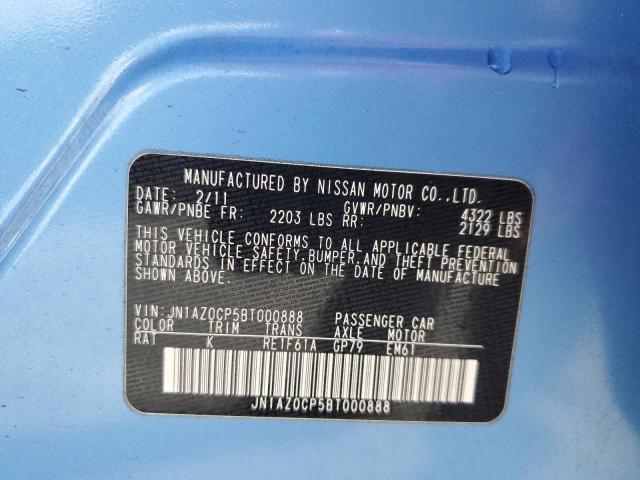 MANUFACTURED BY NISSAN MOTOR CO.,LTD.
DATE: 2/11 GVWR/PNBV: 4322 LBS
GAWR/PNBE FR: 2203 LBS RR: 2129 LBS
THIS VEHICLE CONFORMS TO ALL APPLICABLE FEDERAL
MOTOR VEHICLE SAFETY,BUMPER,AND THEFT PREVENTION
STANDARDS IN EFFECT ON THE DATE OF MANUFACTURE
SHOWN ABOVE.
VIN: JN1AZ0CP5BT000888 PASSENGER CAR
COLOR TRIM TRANS AXLE MOTOR
RAT K RE1F61A GP79 EM61
JN1AZ0CP5BT000888